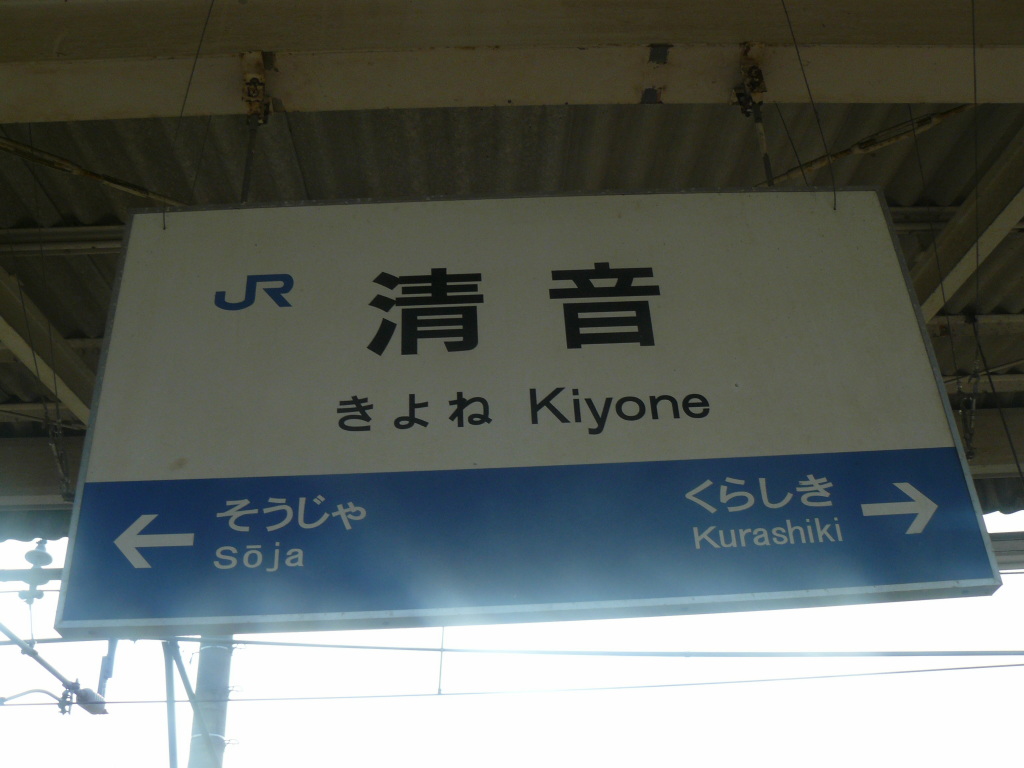 JR 清音
きよね Kiyone
そうじゃ
Sōja
くらしき
Kurashiki